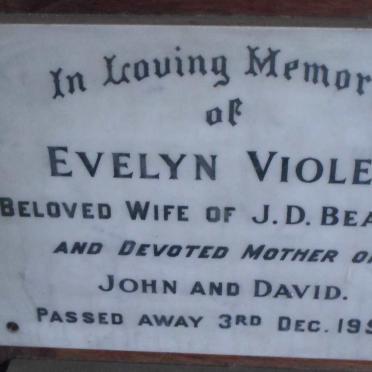 In Loving Memor
of
EVELYN VIOLE
BELOVED WIFE OF J.D. BEA
AND DEVOTED MOTHER O
JOHN AND DAVID.
PASSED AWAY 3RD DEC. 195